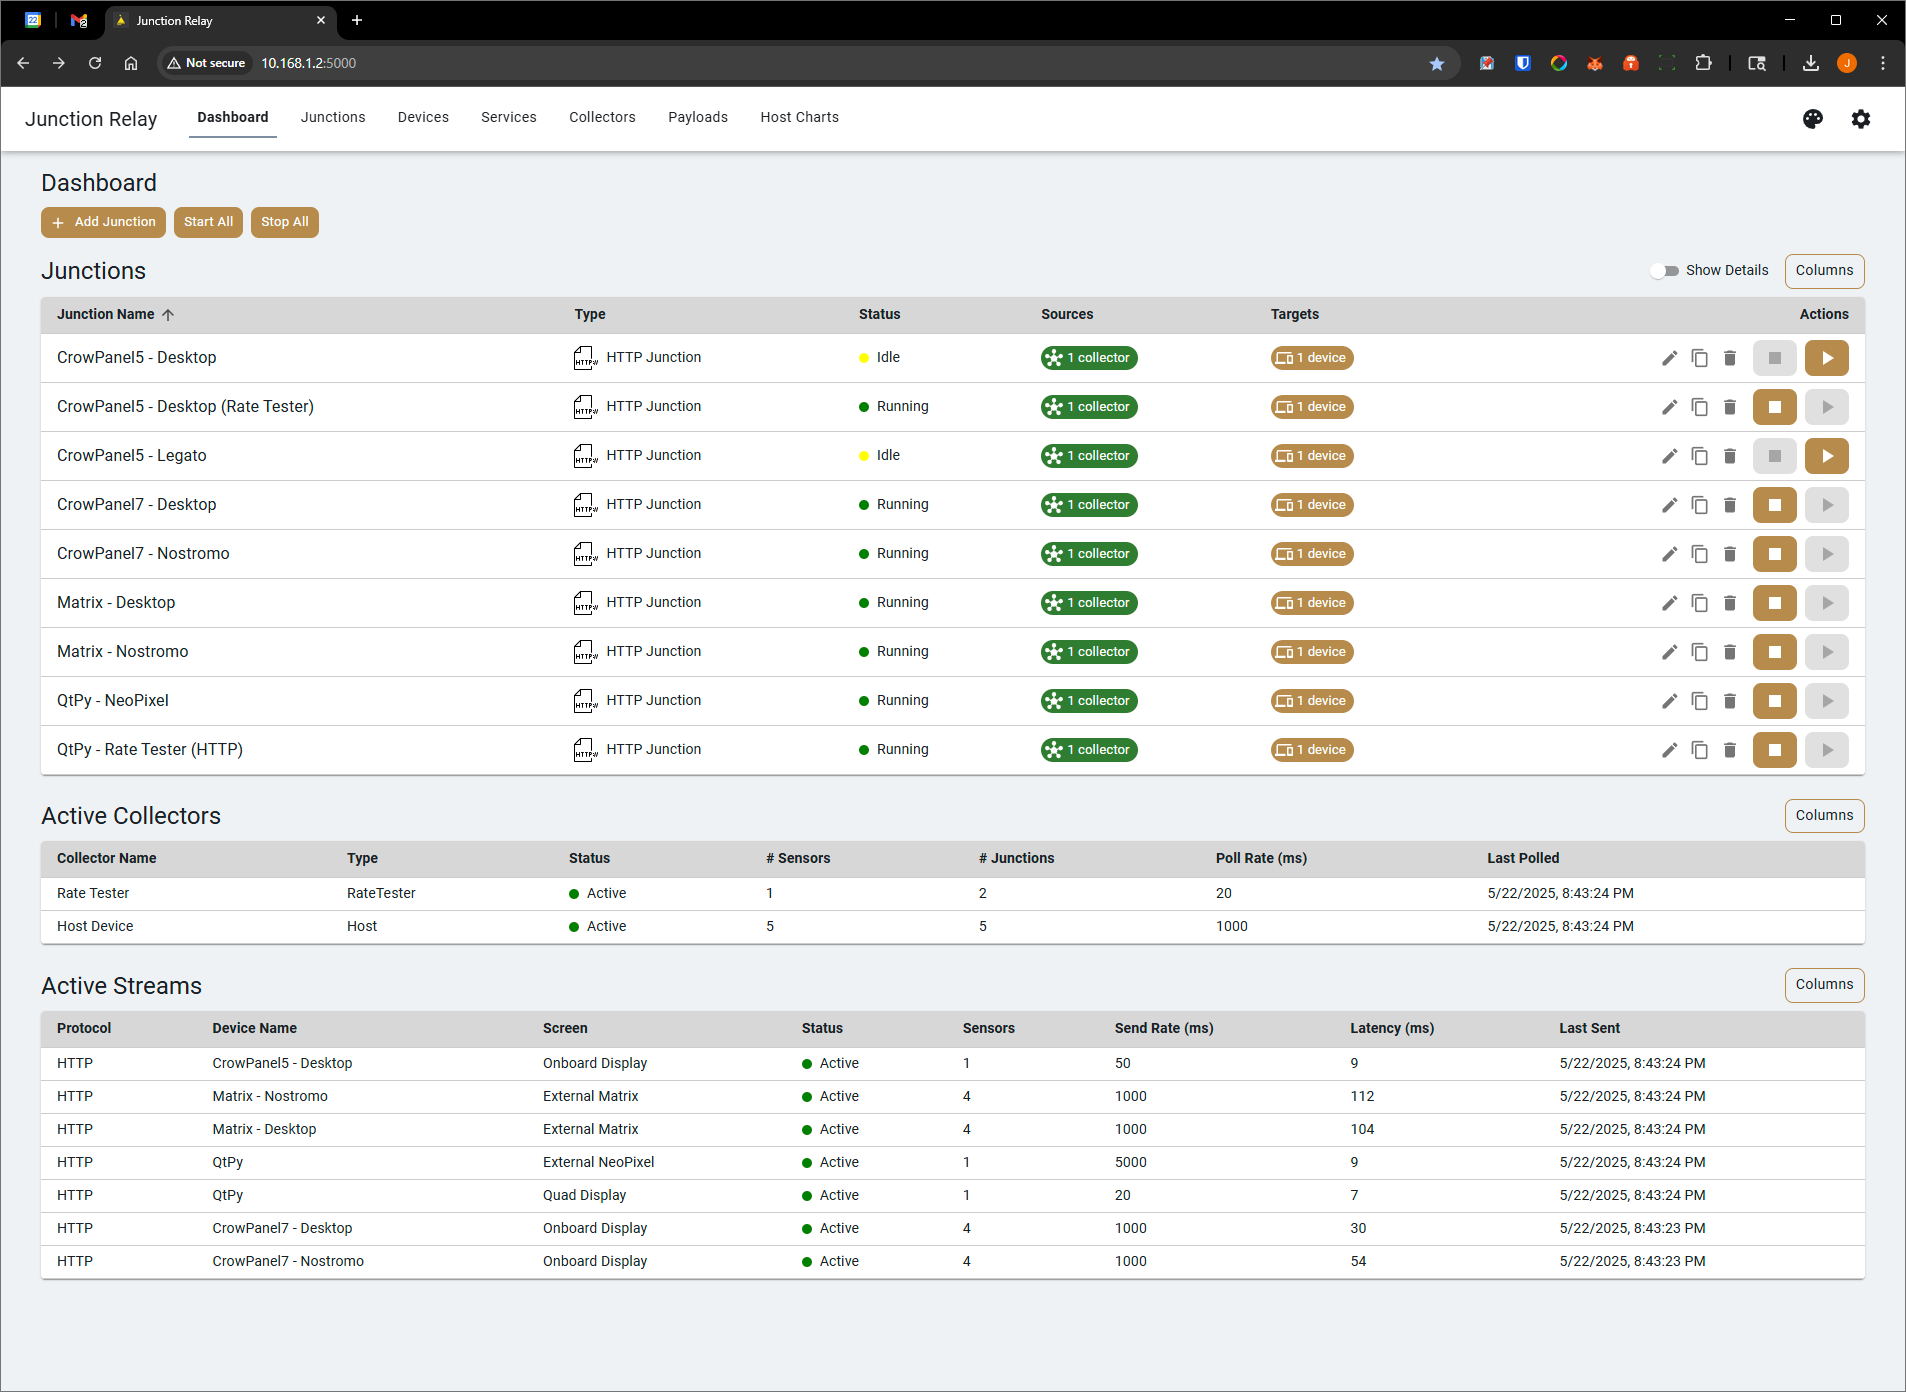 22
2
Junction Relay
Not secure 10.168.1.2:5000
J
Junction Relay Dashboard Junctions Devices Services Collectors Payloads Host Charts
Dashboard
Add Junction Start All Stop All
Junctions Show Details Columns
Junction Name Type Status Sources Targets Actions
CrowPanel5 - Desktop HTTP:// HTTP Junction Idle 1 collector 1 device
CrowPanel5 - Desktop (Rate Tester) HTTP:// HTTP Junction Running 1 collector 1 device
CrowPanel5 - Legato HTTP:// HTTP Junction Idle 1 collector 1 device
CrowPanel7 - Desktop HTTP:// HTTP Junction Running 1 collector 1 device
CrowPanel7 - Nostromo HTTP:// HTTP Junction Running 1 collector 1 device
Matrix - Desktop HTTP:// HTTP Junction Running 1 collector 1 device
Matrix - Nostromo HTTP:// HTTP Junction Running 1 collector 1 device
QtPy - NeoPixel HTTP:// HTTP Junction Running 1 collector 1 device
QtPy - Rate Tester (HTTP) HTTP:// HTTP Junction Running 1 collector 1 device
Active Collectors Columns
Collector Name Type Status # Sensors # Junctions Poll Rate (ms) Last Polled
Rate Tester RateTester Active 1 2 20 5/22/2025, 8:43:24 PM
Host Device Host Active 5 5 1000 5/22/2025, 8:43:24 PM
Active Streams Columns
Protocol Device Name Screen Status Sensors Send Rate (ms) Latency (ms) Last Sent
HTTP CrowPanel5 - Desktop Onboard Display Active 1 50 9 5/22/2025, 8:43:24 PM
HTTP Matrix - Nostromo External Matrix Active 4 1000 112 5/22/2025, 8:43:24 PM
HTTP Matrix - Desktop External Matrix Active 4 1000 104 5/22/2025, 8:43:24 PM
HTTP QtPy External NeoPixel Active 1 5000 9 5/22/2025, 8:43:24 PM
HTTP QtPy Quad Display Active 1 20 7 5/22/2025, 8:43:24 PM
HTTP CrowPanel7 - Desktop Onboard Display Active 4 1000 30 5/22/2025, 8:43:23 PM
HTTP CrowPanel7 - Nostromo Onboard Display Active 4 1000 54 5/22/2025, 8:43:23 PM